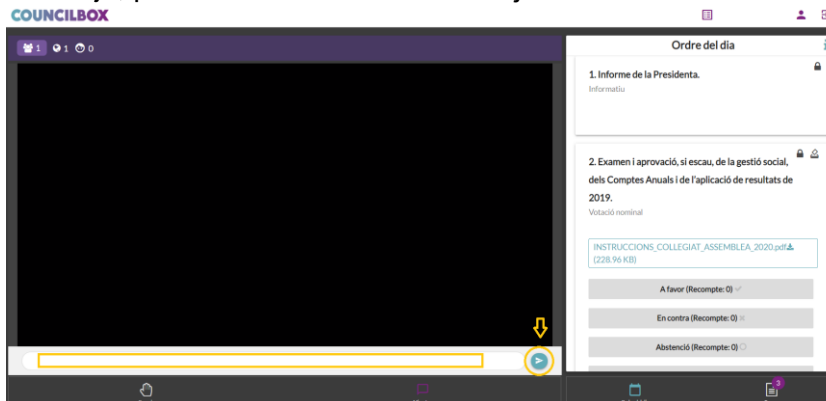 COUNCILBOX
1 1 0
Ordre del dia
1. Informe de la Presidenta.
Informatiu
2. Examen i aprovació, si escau, de la gestió social,
dels Comptes Anuals i de l'aplicació de resultats de
2019.
Votació nominal
INSTRUCCIONS_COLLEGIAT_ASSEMBLEA_2020.pdf
(228.96 KB)
A favor (Recompte: 0)
En contra (Recompte: 0)
Abstenció (Recompte: 0)
3